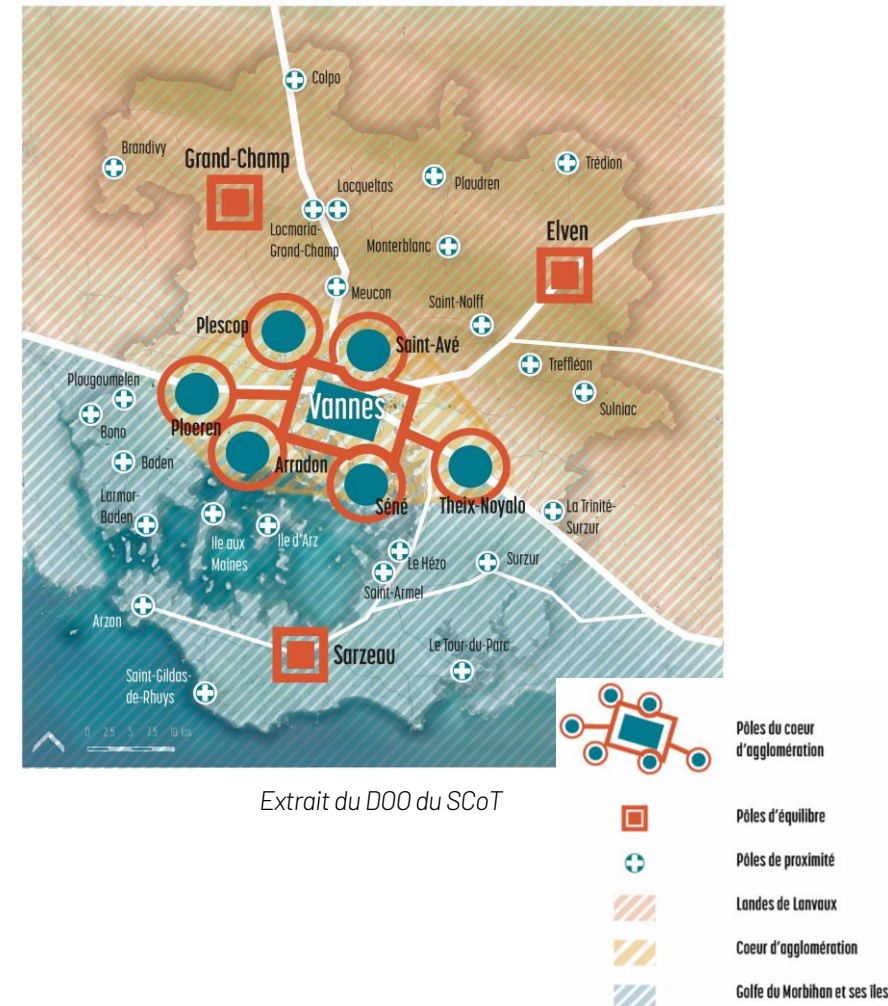 Colpo
Brandivy
Grand-Champ
Trédion
Plaudren
Locqueltas
Locmaria-
Grand-Champ
Monterblanc
Elven
Meucon
Saint-Nolff
Plescop
Saint-Avé
Treffléan
Plougoumelen
Sulniac
Vannes
Bono
Ploeren
Baden
Arradon
Larmor-
Baden
Séné
Theix-Noyalo
La Trinité-
Surzur
Ile aux
Moines
Ile d'Arz
Le Hézo
Surzur
Saint-Armel
Arzon
Sarzeau
Le Tour-du-Parc
Saint-Gildas-
de-Rhuys
0 2.5 5 7.5 10 km
Extrait du DOO du SCoT
Pôles du coeur
d'agglomération
Pôles d'équilibre
Pôles de proximité
Landes de Lanvaux
Coeur d'agglomération
Golfe du Morbihan et ses îles